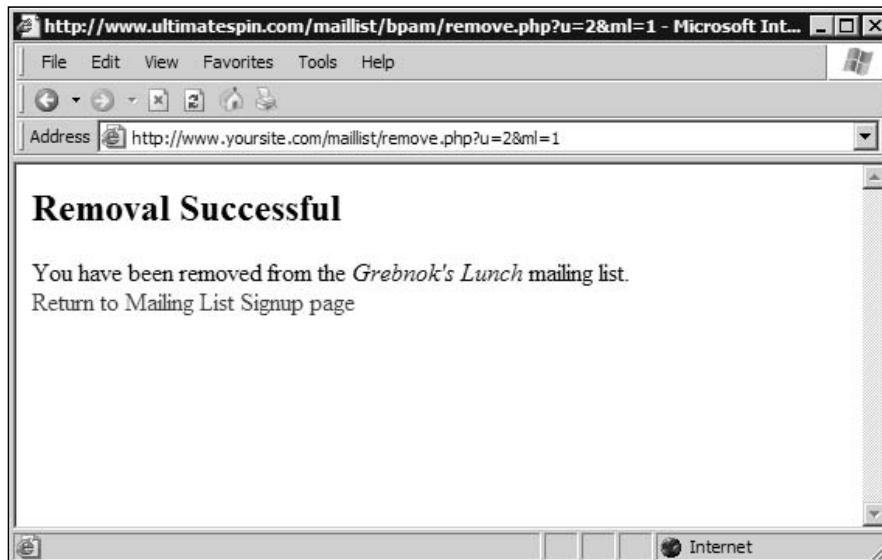 http://www.ultimatespin.com/maillist/bpam/remove.php?u=2&ml=1 - Microsoft Int...
File Edit View Favorites Tools Help
Address http://www.yoursite.com/maillist/remove.php?u=2&ml=1
Removal Successful
You have been removed from the Grebnok's Lunch mailing list.
Return to Mailing List Signup page
Internet